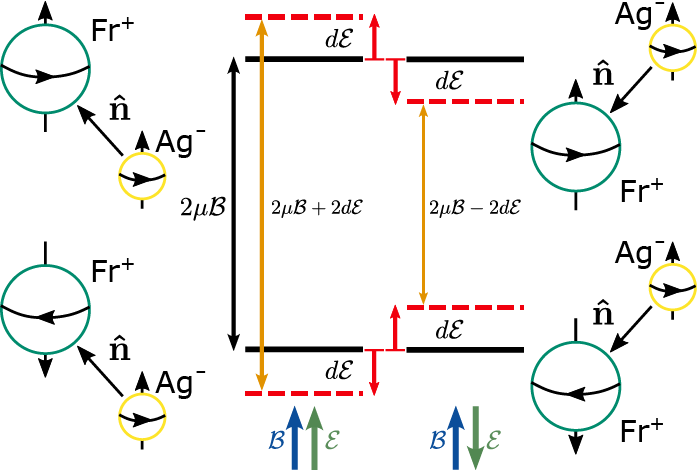 Fr⁺
n̂
Ag⁻
dℰ
dℰ
Ag⁻
n̂
Fr⁺
2μℬ
2μℬ + 2dℰ
2μℬ − 2dℰ
Fr⁺
n̂
Ag⁻
dℰ
dℰ
Ag⁻
n̂
Fr⁺
ℬ
ℰ
ℬ
ℰ